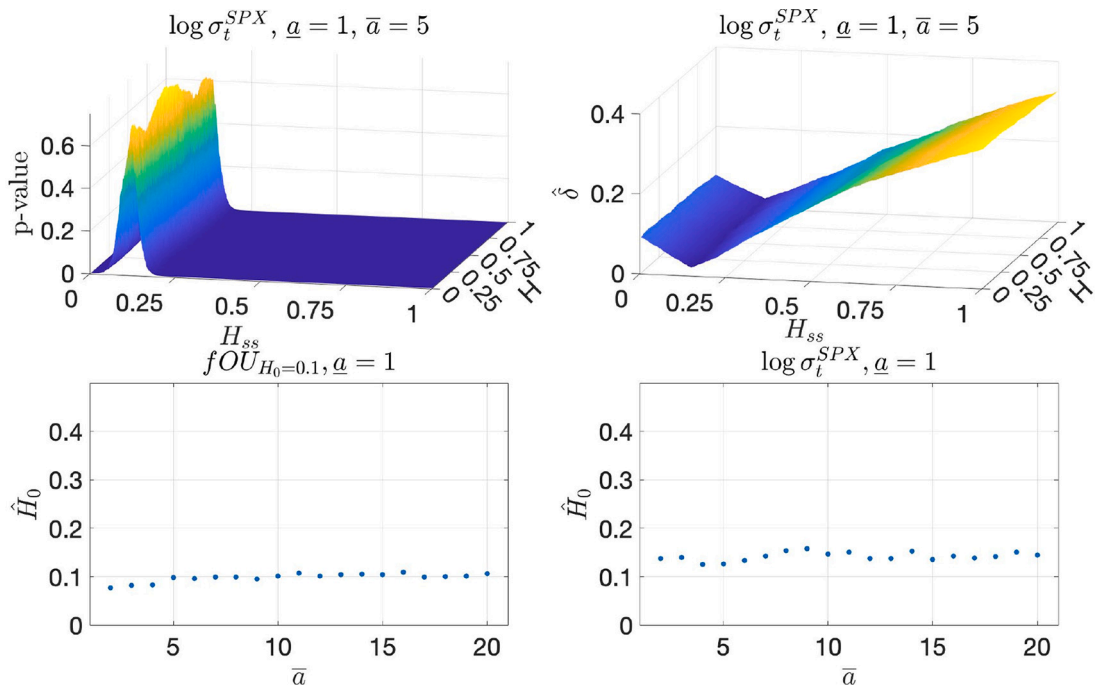 log σ_t^{SPX}, a̲ = 1, a̅ = 5
p-value
0.6
0.4
0.2
0
0 0.25 0.5 0.75 1
H_{ss}
0 0.25 0.5 0.75 1
H
log σ_t^{SPX}, a̲ = 1, a̅ = 5
δ̂
0.4
0.2
0
0 0.25 0.5 0.75 1
H_{ss}
0 0.25 0.5 0.75 1
H
fOU_{H_0=0.1}, a̲ = 1
Ĥ_0
0.4
0.3
0.2
0.1
0
5 10 15 20
a̅
log σ_t^{SPX}, a̲ = 1
Ĥ_0
0.4
0.3
0.2
0.1
0
5 10 15 20
a̅